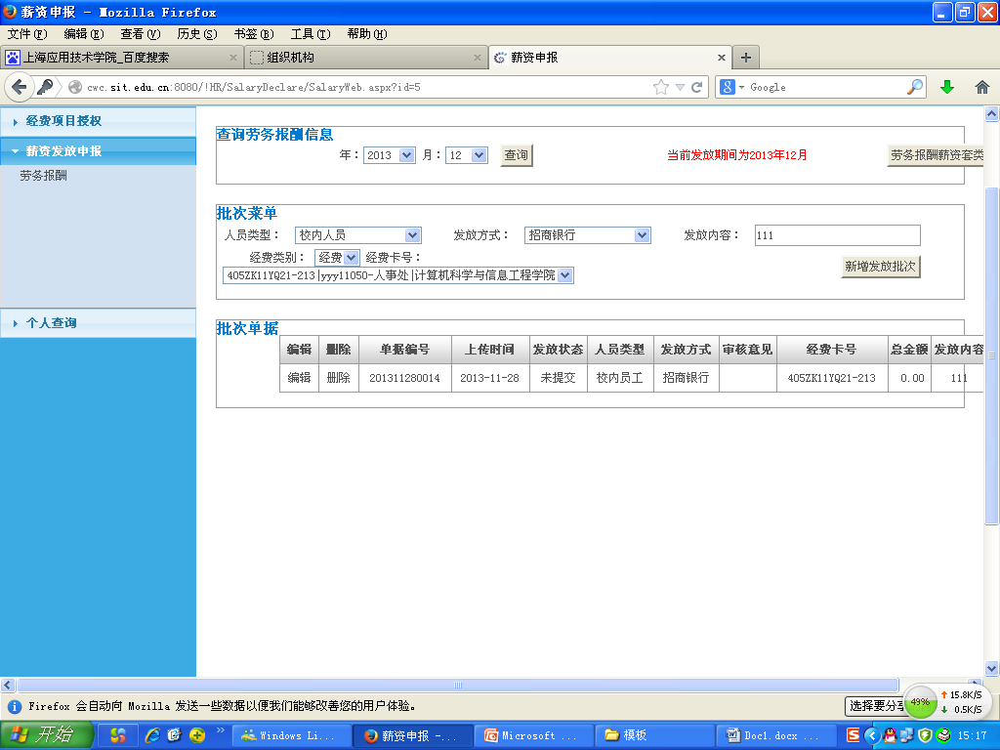 薪资申报 - Mozilla Firefox
文件(F) 编辑(E) 查看(V) 历史(S) 书签(B) 工具(T) 帮助(H)
上海应用技术学院_百度搜索 组织机构 薪资申报
cwc.sit.edu.cn:8080/!HR/SalaryDeclare/SalaryWeb.aspx?id=5 Google
经费项目授权
薪资发放申报
劳务报酬
个人查询
查询劳务报酬信息
年: 2013 月: 12 查询 当前发放期间为2013年12月 劳务报酬薪资套类
批次菜单
人员类型: 校内人员 发放方式: 招商银行 发放内容: 111
经费类别: 经费 经费卡号:
405ZK11YQ21-213|yyy11050-人事处|计算机科学与信息工程学院 新增发放批次
批次单据
编辑 删除 单据编号 上传时间 发放状态 人员类型 发放方式 审核意见 经费卡号 总金额 发放内容
编辑 删除 201311280014 2013-11-28 未提交 校内员工 招商银行 405ZK11YQ21-213 0.00 111
Firefox 会自动向 Mozilla 发送一些数据以便我们能够改善您的用户体验。 选择要分享
49% 15.8K/S
0.5K/S
开始 Windows Li... 薪资申报 -... Microsoft ... 模板 Doc1.docx ... 15:17